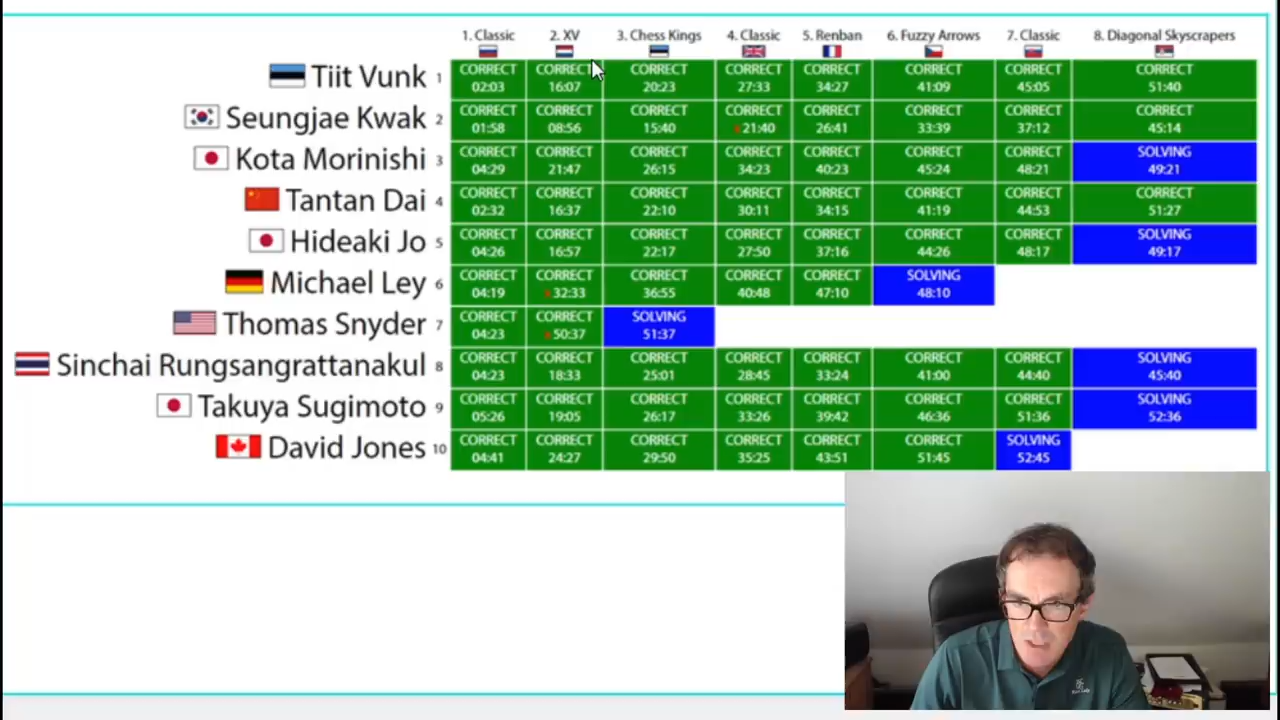 1. Classic 2. XV 3. Chess Kings 4. Classic 5. Renban 6. Fuzzy Arrows 7. Classic 8. Diagonal Skyscrapers
Tiit Vunk 1 CORRECT 02:03 CORRECT 16:07 CORRECT 20:23 CORRECT 27:33 CORRECT 34:27 CORRECT 41:09 CORRECT 45:05 CORRECT 51:40
Seungjae Kwak 2 CORRECT 01:58 CORRECT 08:56 CORRECT 15:40 CORRECT 21:40 CORRECT 26:41 CORRECT 33:39 CORRECT 37:12 CORRECT 45:14
Kota Morinishi 3 CORRECT 04:29 CORRECT 21:47 CORRECT 26:15 CORRECT 34:23 CORRECT 40:23 CORRECT 45:24 CORRECT 48:21 SOLVING 49:21
Tantan Dai 4 CORRECT 02:32 CORRECT 16:37 CORRECT 22:10 CORRECT 30:11 CORRECT 34:15 CORRECT 41:19 CORRECT 44:53 CORRECT 51:27
Hideaki Jo 5 CORRECT 04:26 CORRECT 16:57 CORRECT 22:17 CORRECT 27:50 CORRECT 37:16 CORRECT 44:26 CORRECT 48:17 SOLVING 49:17
Michael Ley 6 CORRECT 04:19 CORRECT 32:33 CORRECT 36:55 CORRECT 40:48 CORRECT 47:10 SOLVING 48:10
Thomas Snyder 7 CORRECT 04:23 CORRECT 50:37 SOLVING 51:37
Sinchai Rungsangrattanakul 8 CORRECT 04:23 CORRECT 18:33 CORRECT 25:01 CORRECT 28:45 CORRECT 33:24 CORRECT 41:00 CORRECT 44:40 SOLVING 45:40
Takuya Sugimoto 9 CORRECT 05:26 CORRECT 19:05 CORRECT 26:17 CORRECT 33:26 CORRECT 39:42 CORRECT 46:36 CORRECT 51:36 SOLVING 52:36
David Jones 10 CORRECT 04:41 CORRECT 24:27 CORRECT 29:50 CORRECT 35:25 CORRECT 43:51 CORRECT 51:45 SOLVING 52:45